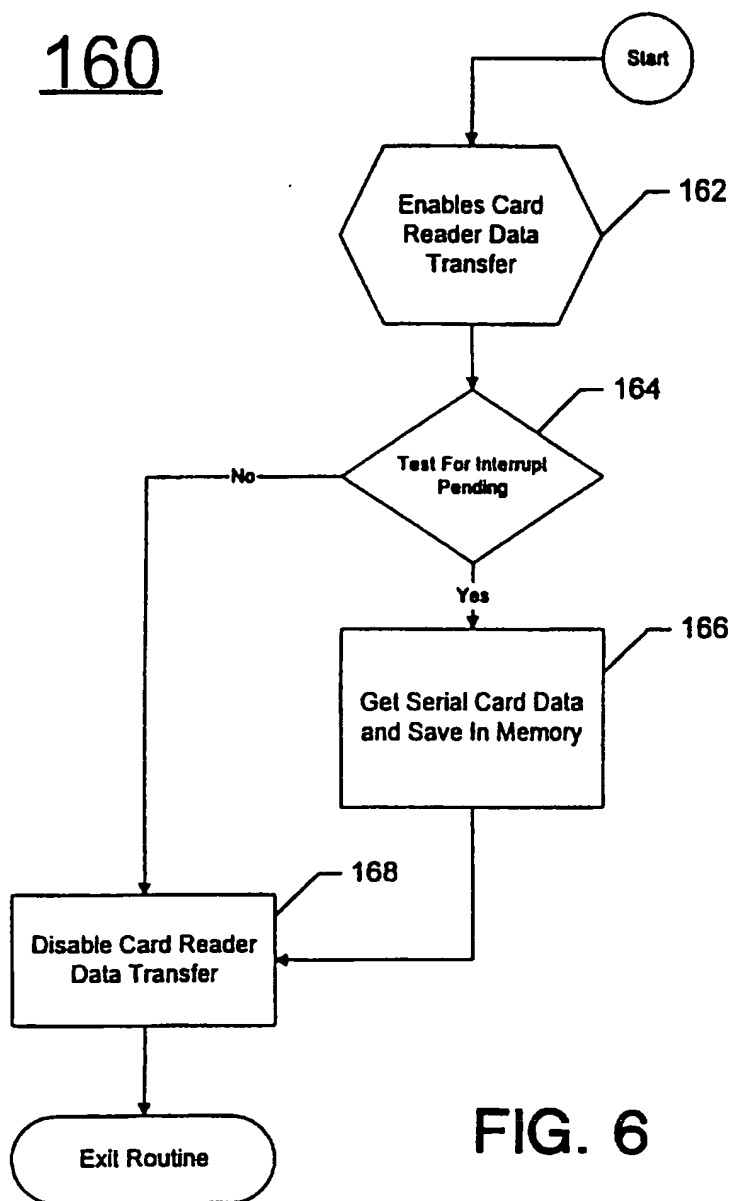 160
Start
Enables Card
Reader Data
Transfer
162
164
Test For Interrupt
Pending
No
Yes
166
Get Serial Card Data
and Save In Memory
168
Disable Card Reader
Data Transfer
Exit Routine
FIG. 6